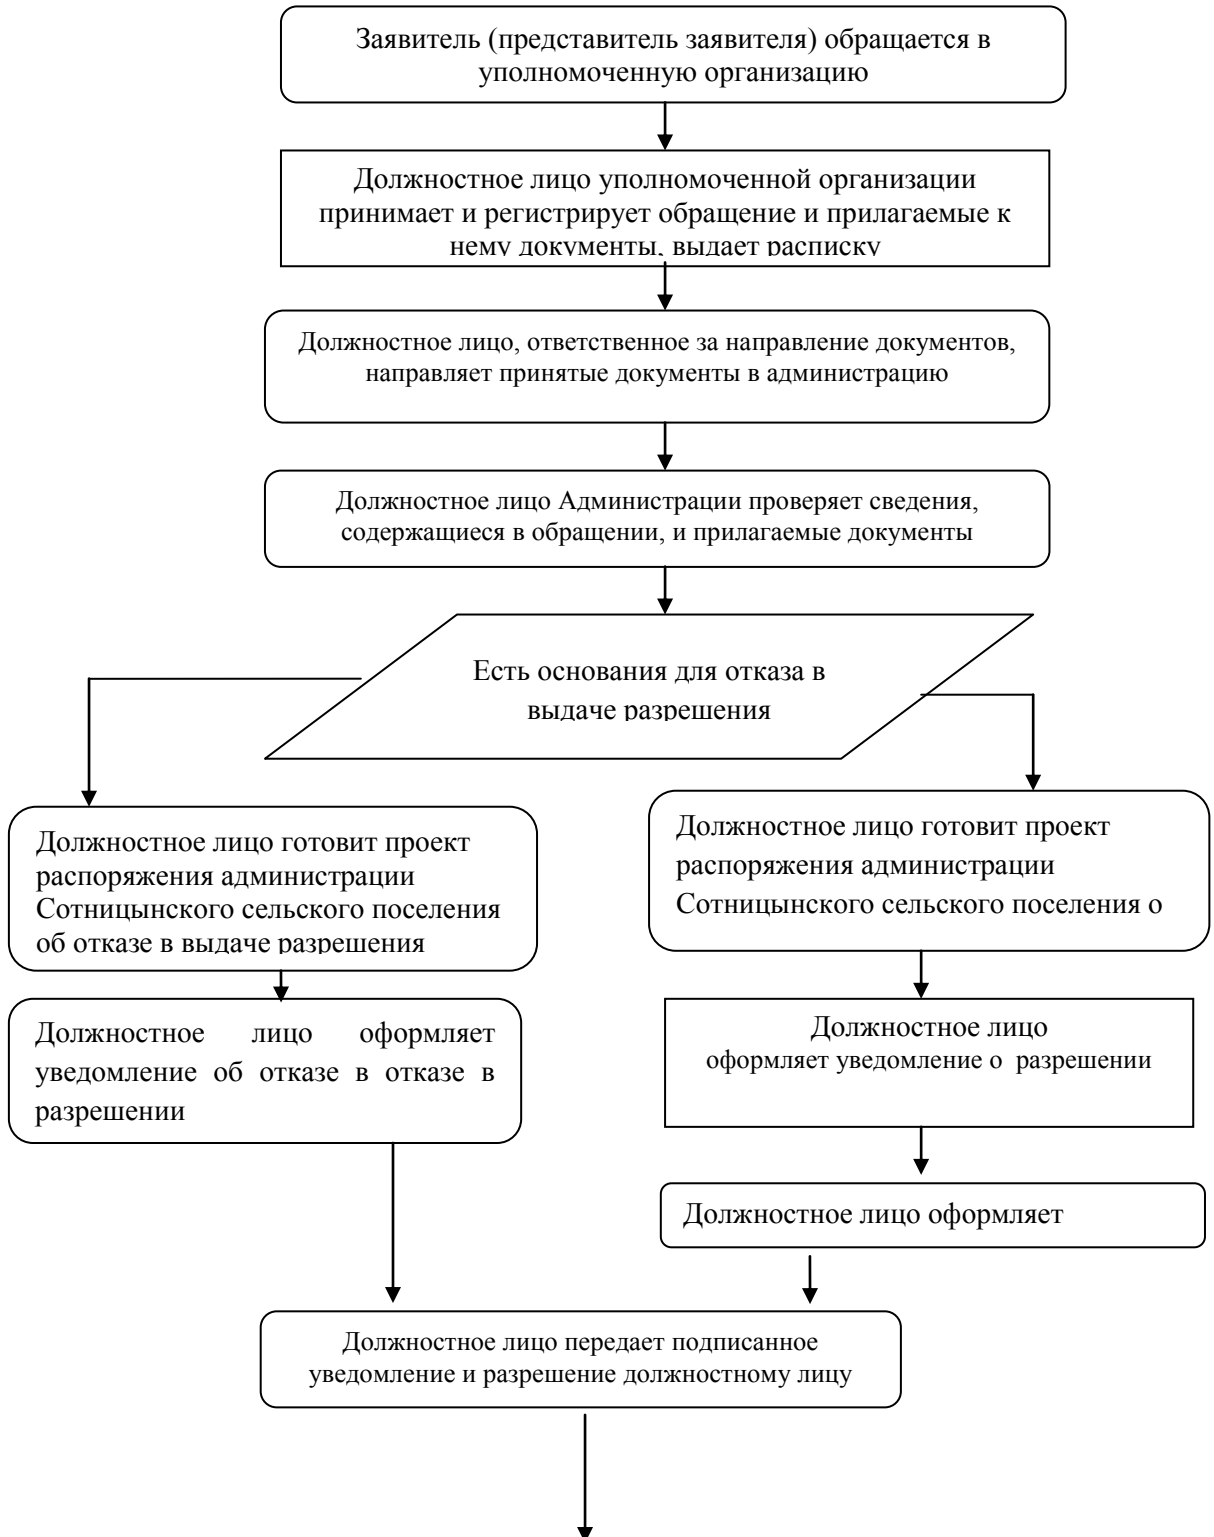 Заявитель (представитель заявителя) обращается в
уполномоченную организацию
Должностное лицо уполномоченной организации
принимает и регистрирует обращение и прилагаемые к
нему документы, выдает расписку
Должностное лицо, ответственное за направление документов,
направляет принятые документы в администрацию
Должностное лицо Администрации проверяет сведения,
содержащиеся в обращении, и прилагаемые документы
Есть основания для отказа в
выдаче разрешения
Должностное лицо готовит проект
распоряжения администрации
Сотницынского сельского поселения
об отказе в выдаче разрешения
Должностное лицо оформляет
уведомление об отказе в отказе в
разрешении
Должностное лицо готовит проект
распоряжения администрации
Сотницынского сельского поселения о
Должностное лицо
оформляет уведомление о разрешении
Должностное лицо оформляет
Должностное лицо передает подписанное
уведомление и разрешение должностному лицу